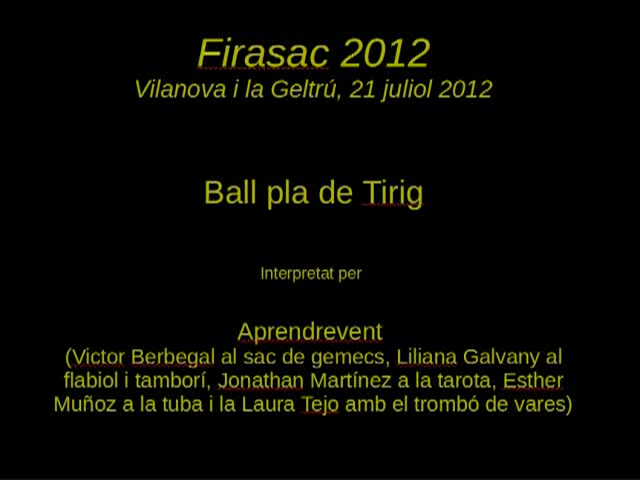 Firasac 2012
Vilanova i la Geltrú, 21 juliol 2012
Ball pla de Tirig
Interpretat per
Aprendrevent
(Victor Berbegal al sac de gemecs, Liliana Galvany al
flabiol i tamborí, Jonathan Martínez a la tarota, Esther
Muñoz a la tuba i la Laura Tejo amb el trombó de vares)